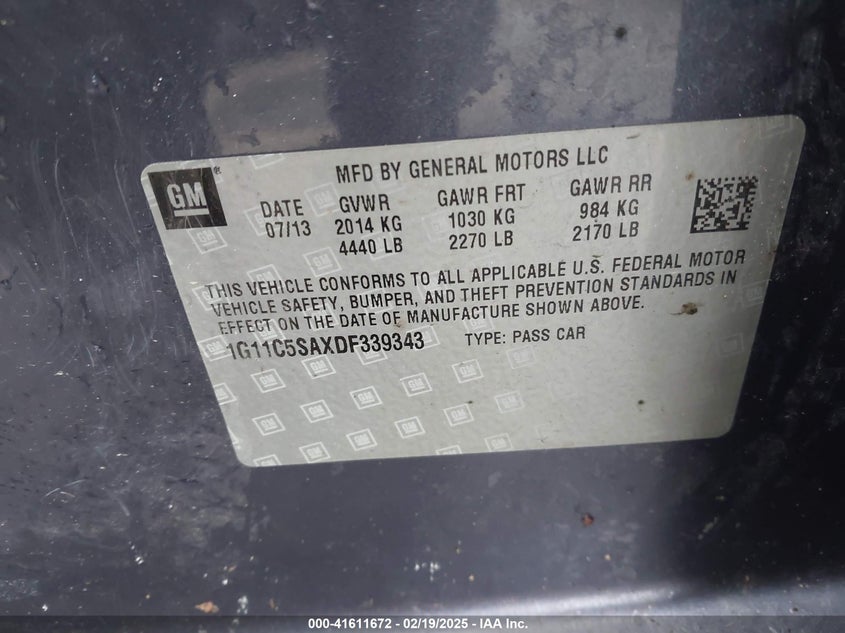 GM ®
MFD BY GENERAL MOTORS LLC
DATE GVWR GAWR FRT GAWR RR
07/13 2014 KG 1030 KG 984 KG
4440 LB 2270 LB 2170 LB
THIS VEHICLE CONFORMS TO ALL APPLICABLE U.S. FEDERAL MOTOR
VEHICLE SAFETY, BUMPER, AND THEFT PREVENTION STANDARDS IN
EFFECT ON THE DATE OF MANUFACTURE SHOWN ABOVE.
1G11C5SAXDF339343 TYPE: PASS CAR
000-41611672 - 02/19/2025 - IAA Inc.